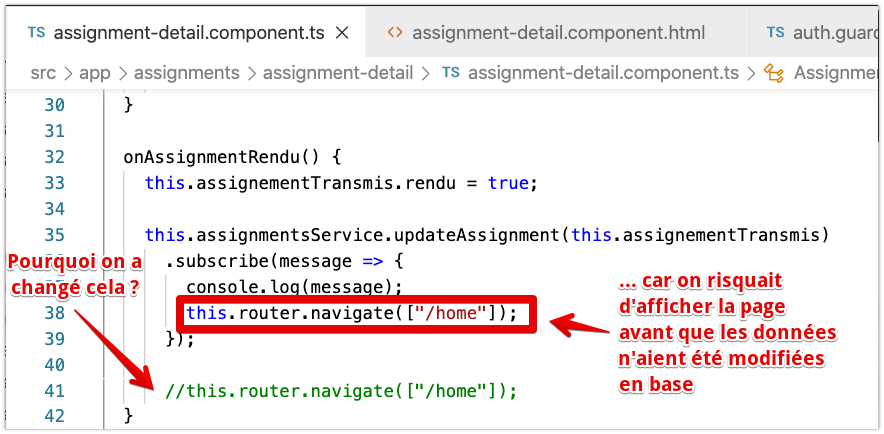 TS assignment-detail.component.ts × <> assignment-detail.component.html TS auth.guard
src > app > assignments > assignment-detail > TS assignment-detail.component.ts > Assignmen
30 }
31
32 onAssignmentRendu() {
33 this.assignementTransmis.rendu = true;
34
35 this.assignmentsService.updateAssignment(this.assignementTransmis)
.subscribe(message => {
console.log(message);
38 this.router.navigate(["/home"]);
39 });
40
41 //this.router.navigate(["/home"]);
42 }
Pourquoi on a
changé cela ?
... car on risquait
d'afficher la page
avant que les données
n'aient été modifiées
en base